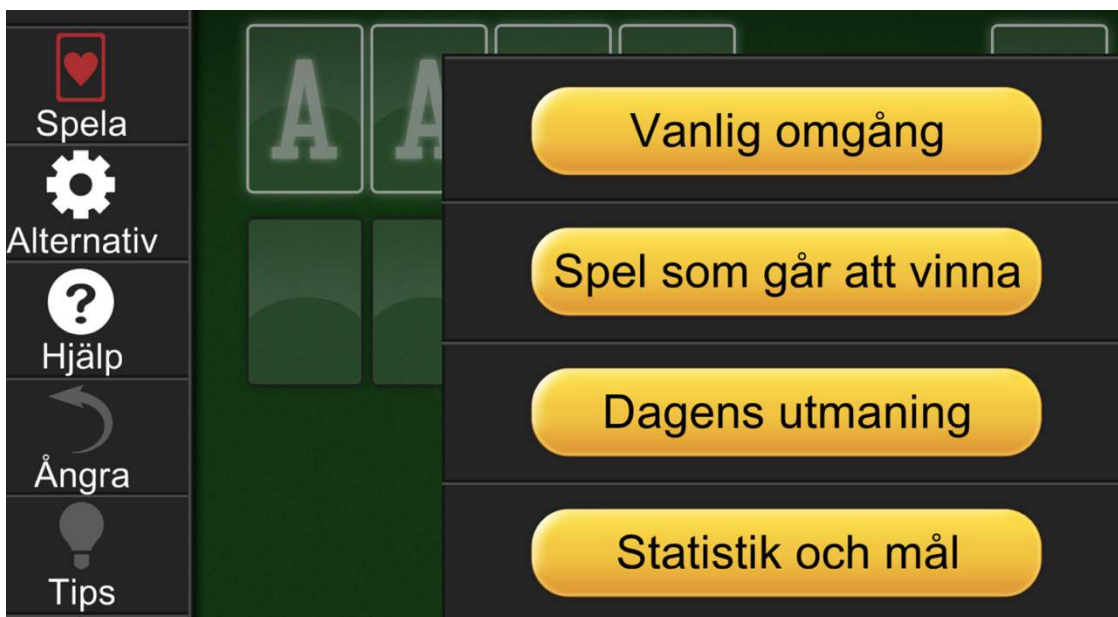 Spela
Alternativ
?
Hjälp
Ångra
Tips
A
A
Vanlig omgång
Spel som går att vinna
Dagens utmaning
Statistik och mål